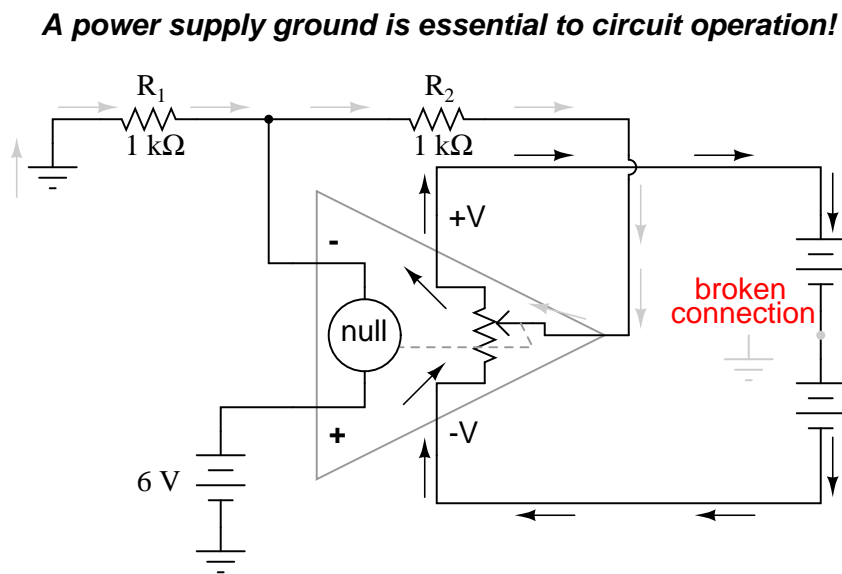 A power supply ground is essential to circuit operation!
R1
R2
1 kΩ
1 kΩ
+V
-
broken
connection
null
+
-V
6 V